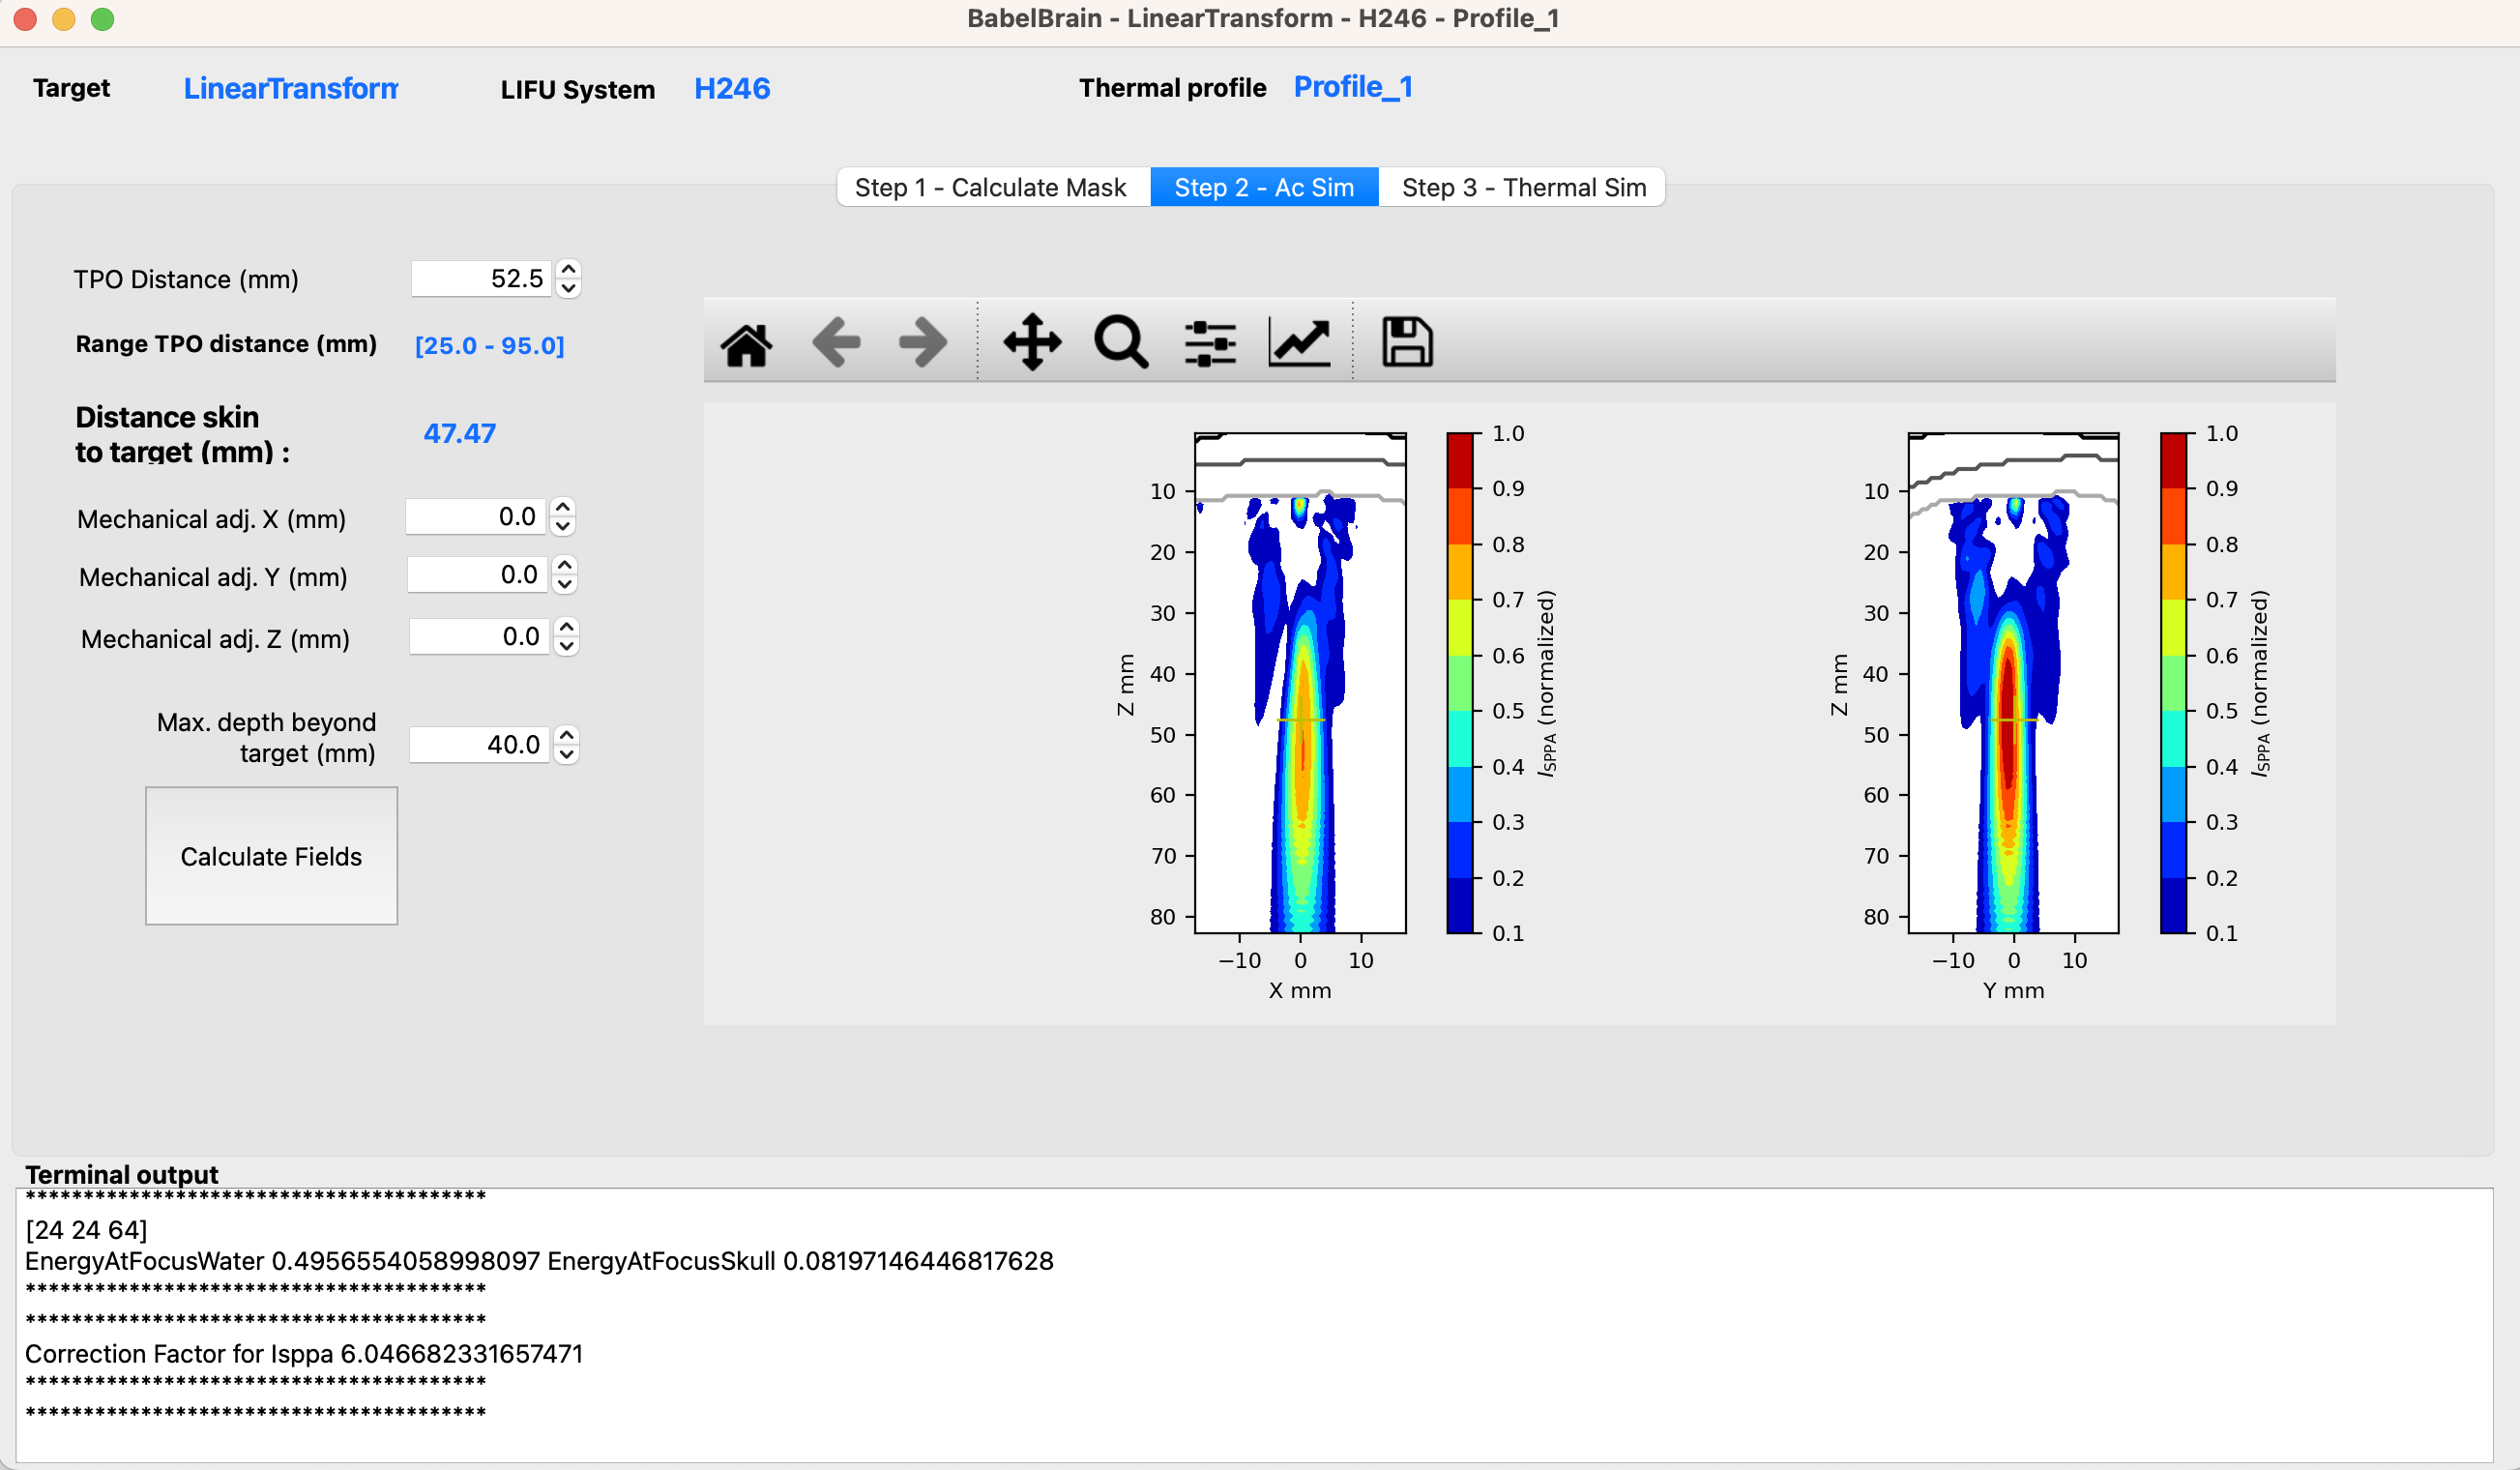 BabelBrain - LinearTransform - H246 - Profile_1
Target LinearTransform LIFU System H246 Thermal profile Profile_1
Step 1 - Calculate Mask Step 2 - Ac Sim Step 3 - Thermal Sim
TPO Distance (mm) 52.5
Range TPO distance (mm) [25.0 - 95.0]
Distance skin
to target (mm) : 47.47
Mechanical adj. X (mm) 0.0
Mechanical adj. Y (mm) 0.0
Mechanical adj. Z (mm) 0.0
Max. depth beyond
target (mm) 40.0
Calculate Fields
Z mm
10
20
30
40
50
60
70
80
−10 0 10
X mm
1.0
0.9
0.8
0.7
0.6
0.5
0.4
0.3
0.2
0.1
ISPPA (normalized)
Z mm
10
20
30
40
50
60
70
80
−10 0 10
Y mm
1.0
0.9
0.8
0.7
0.6
0.5
0.4
0.3
0.2
0.1
ISPPA (normalized)
Terminal output
****************************************
[24 24 64]
EnergyAtFocusWater 0.4956554058998097 EnergyAtFocusSkull 0.08197146446817628
****************************************
****************************************
Correction Factor for Isppa 6.046682331657471
****************************************
****************************************